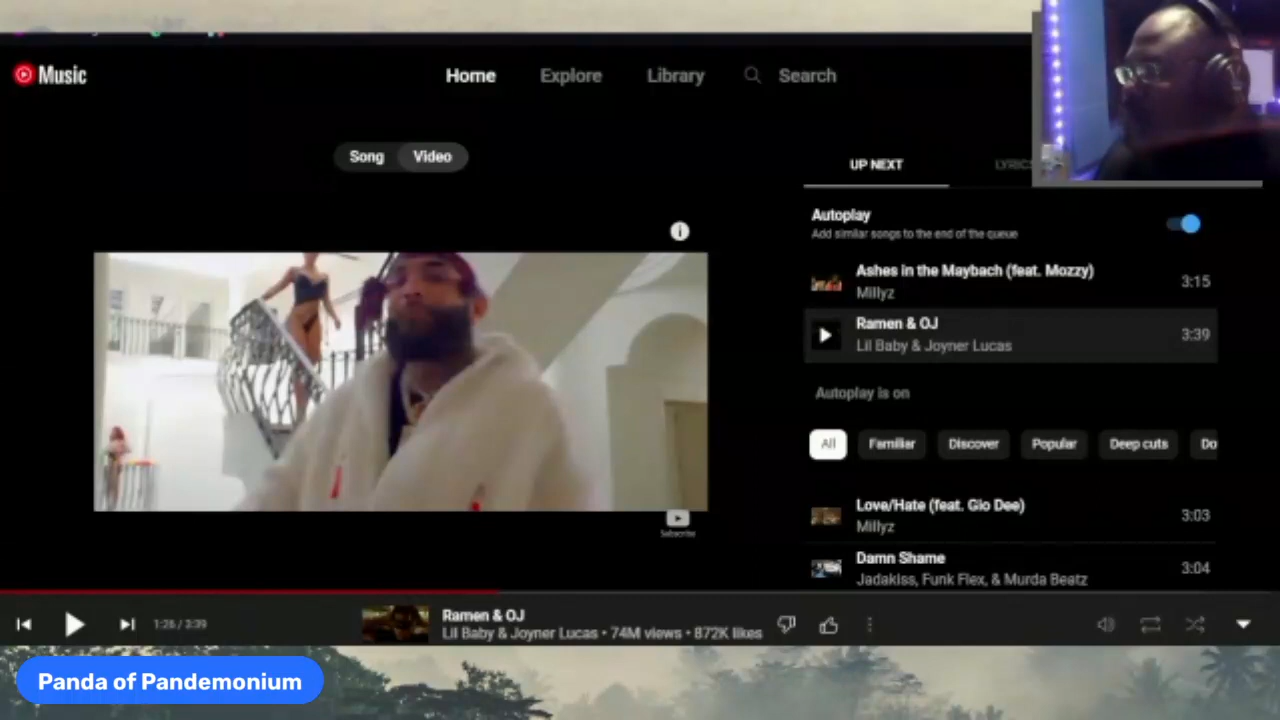 Music
Home Explore Library Search
Song Video
UP NEXT LYRICS
Autoplay
Add similar songs to the end of the queue
Ashes in the Maybach (feat. Mozzy)
Millyz
3:15
Ramen & OJ
Lil Baby & Joyner Lucas
3:39
Autoplay is on
All Familiar Discover Popular Deep cuts Do
Love/Hate (feat. Gio Dee)
Millyz
3:03
Subscribe
Damn Shame
Jadakiss, Funk Flex, & Murda Beatz
3:04
1:26 / 3:39
Ramen & OJ
Lil Baby & Joyner Lucas • 74M views • 872K likes
Panda of Pandemonium